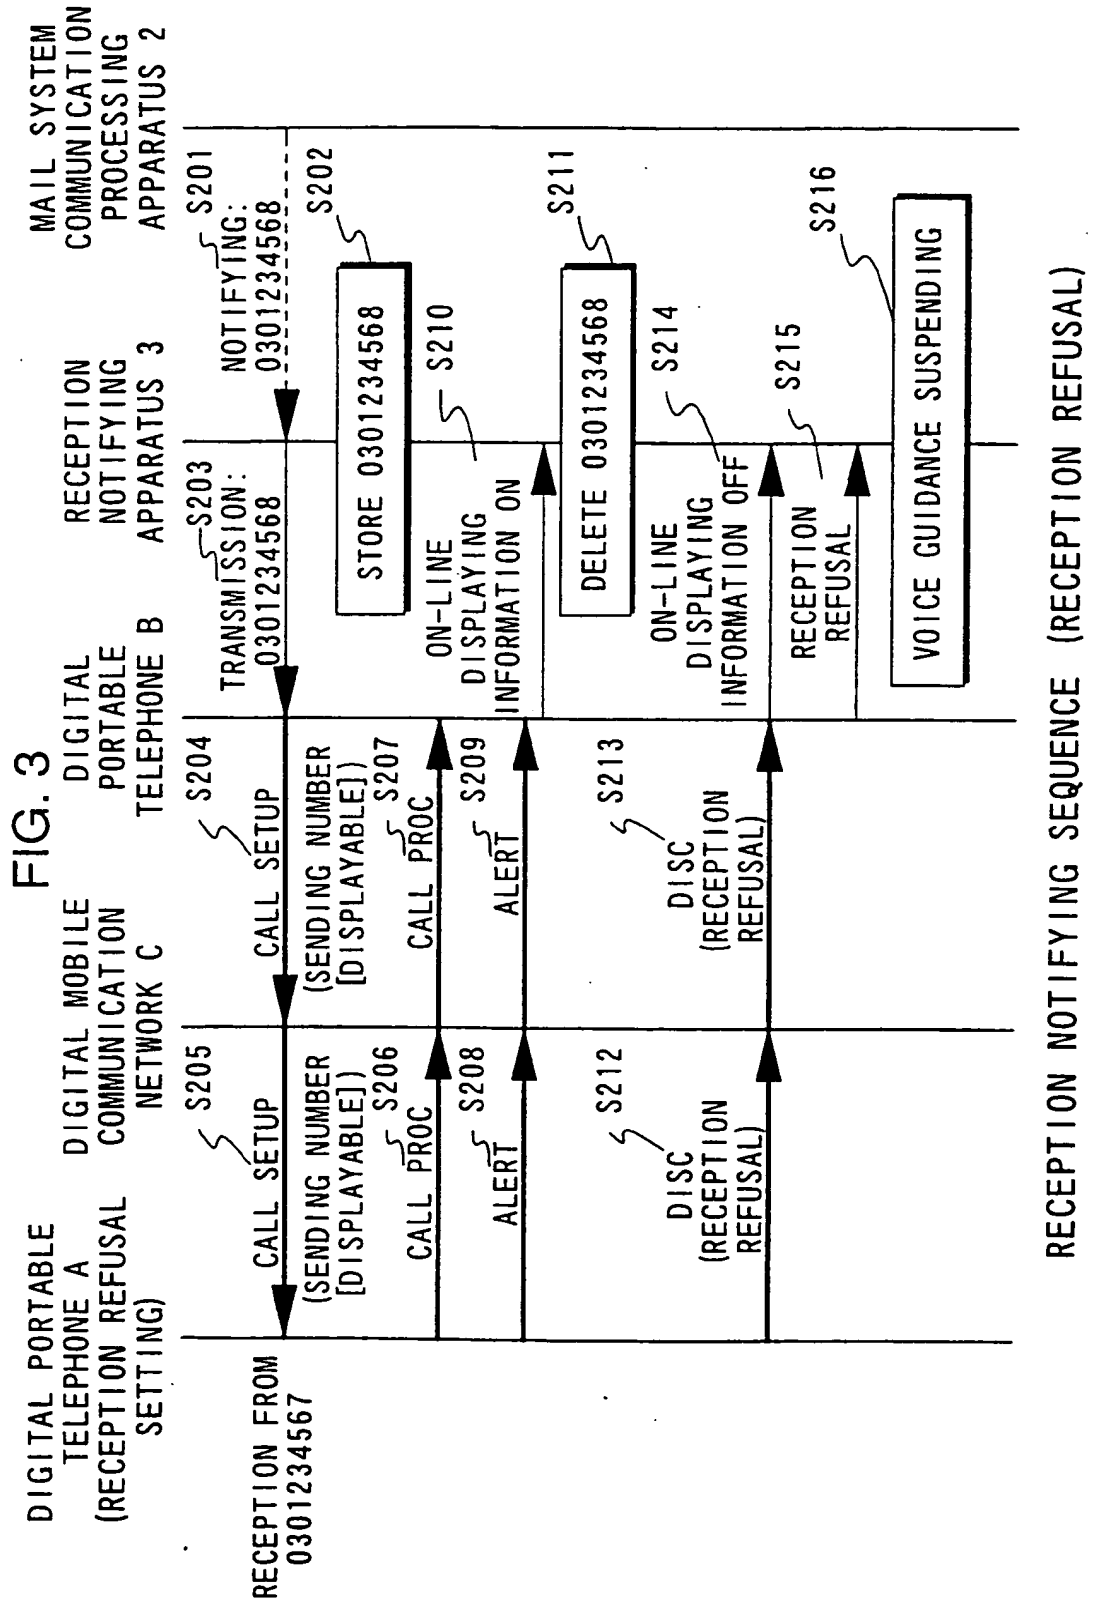 FIG. 3
DIGITAL PORTABLE
TELEPHONE A
(RECEPTION REFUSAL
SETTING)
DIGITAL MOBILE
COMMUNICATION
NETWORK C
DIGITAL
PORTABLE
TELEPHONE B
RECEPTION
NOTIFYING
APPARATUS 3
MAIL SYSTEM
COMMUNICATION
PROCESSING
APPARATUS 2
S201
NOTIFYING:
0301234568
S203
TRANSMISSION:
0301234568
S204
CALL SETUP
(SENDING NUMBER
[DISPLAYABLE])
S205
CALL SETUP
(SENDING NUMBER
[DISPLAYABLE])
RECEPTION FROM
0301234567
S202
STORE 0301234568
S206
CALL PROC
S207
CALL PROC
S208
ALERT
S209
ALERT
S210
ON-LINE
DISPLAYING
INFORMATION ON
S211
DELETE 0301234568
S212
DISC
(RECEPTION
REFUSAL)
S213
DISC
(RECEPTION
REFUSAL)
S214
ON-LINE
DISPLAYING
INFORMATION OFF
S215
RECEPTION
REFUSAL
S216
VOICE GUIDANCE SUSPENDING
RECEPTION NOTIFYING SEQUENCE (RECEPTION REFUSAL)